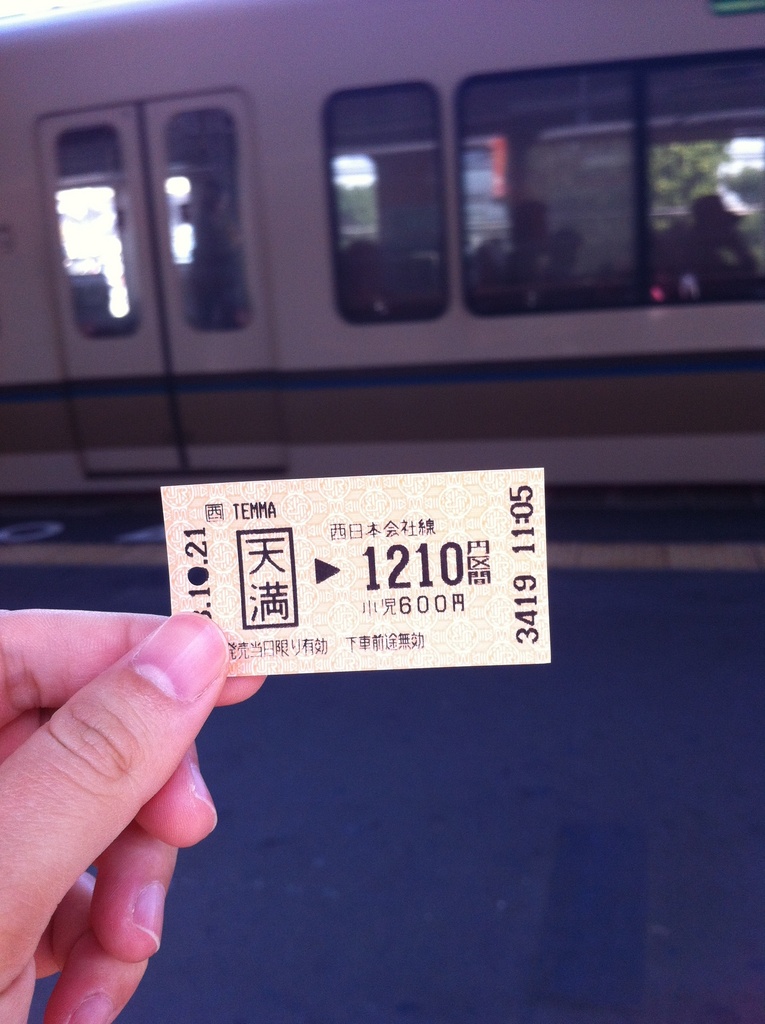 西 TEMMA
天満 ▶
西日本会社線
1210円区間
小児600円
発売当日限り有効 下車前途無効
.21
3419 11:05